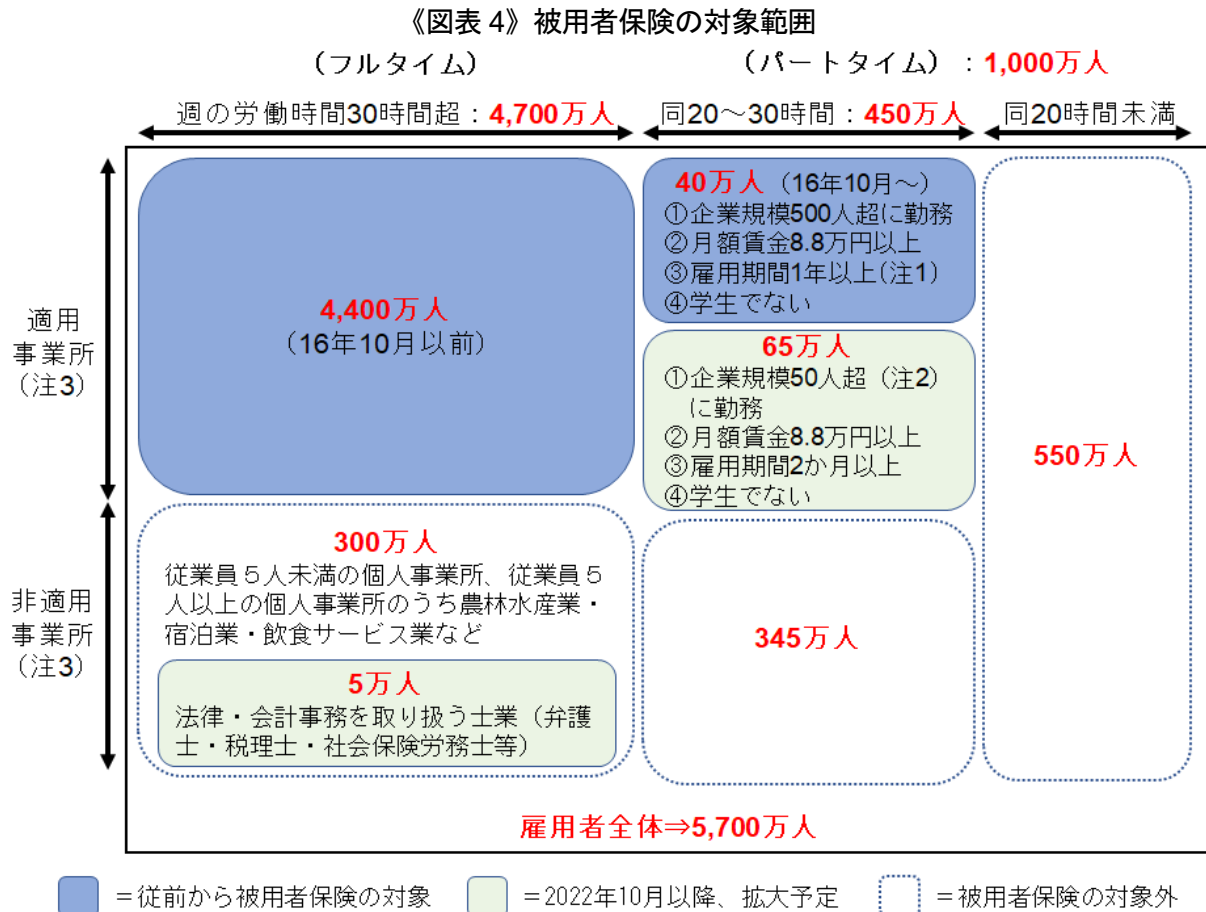 《図表 4》被用者保険の対象範囲
（フルタイム）
（パートタイム）：1,000万人
週の労働時間30時間超：4,700万人
同20～30時間：450万人
同20時間未満
適用
事業所
（注3）
4,400万人
（16年10月以前）
40万人（16年10月～）
①企業規模500人超に勤務
②月額賃金8.8万円以上
③雇用期間1年以上(注1)
④学生でない
65万人
①企業規模50人超（注2）
に勤務
②月額賃金8.8万円以上
③雇用期間2か月以上
④学生でない
550万人
非適用
事業所
（注3）
300万人
従業員５人未満の個人事業所、従業員５
人以上の個人事業所のうち農林水産業・
宿泊業・飲食サービス業など
5万人
法律・会計事務を取り扱う士業（弁護
士・税理士・社会保険労務士等）
345万人
雇用者全体⇒5,700万人
＝従前から被用者保険の対象
＝2022年10月以降、拡大予定
＝被用者保険の対象外